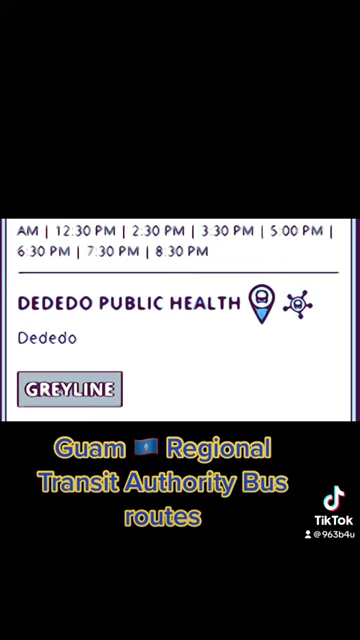 AM | 12:30 PM | 2:30 PM | 3:30 PM | 5:00 PM |
6:30 PM | 7:30 PM | 8:30 PM
DEDEDO PUBLIC HEALTH
Dededo
GREYLINE
Guam 🇬🇺 Regional
Transit Authority Bus
routes
TikTok
@963b4u